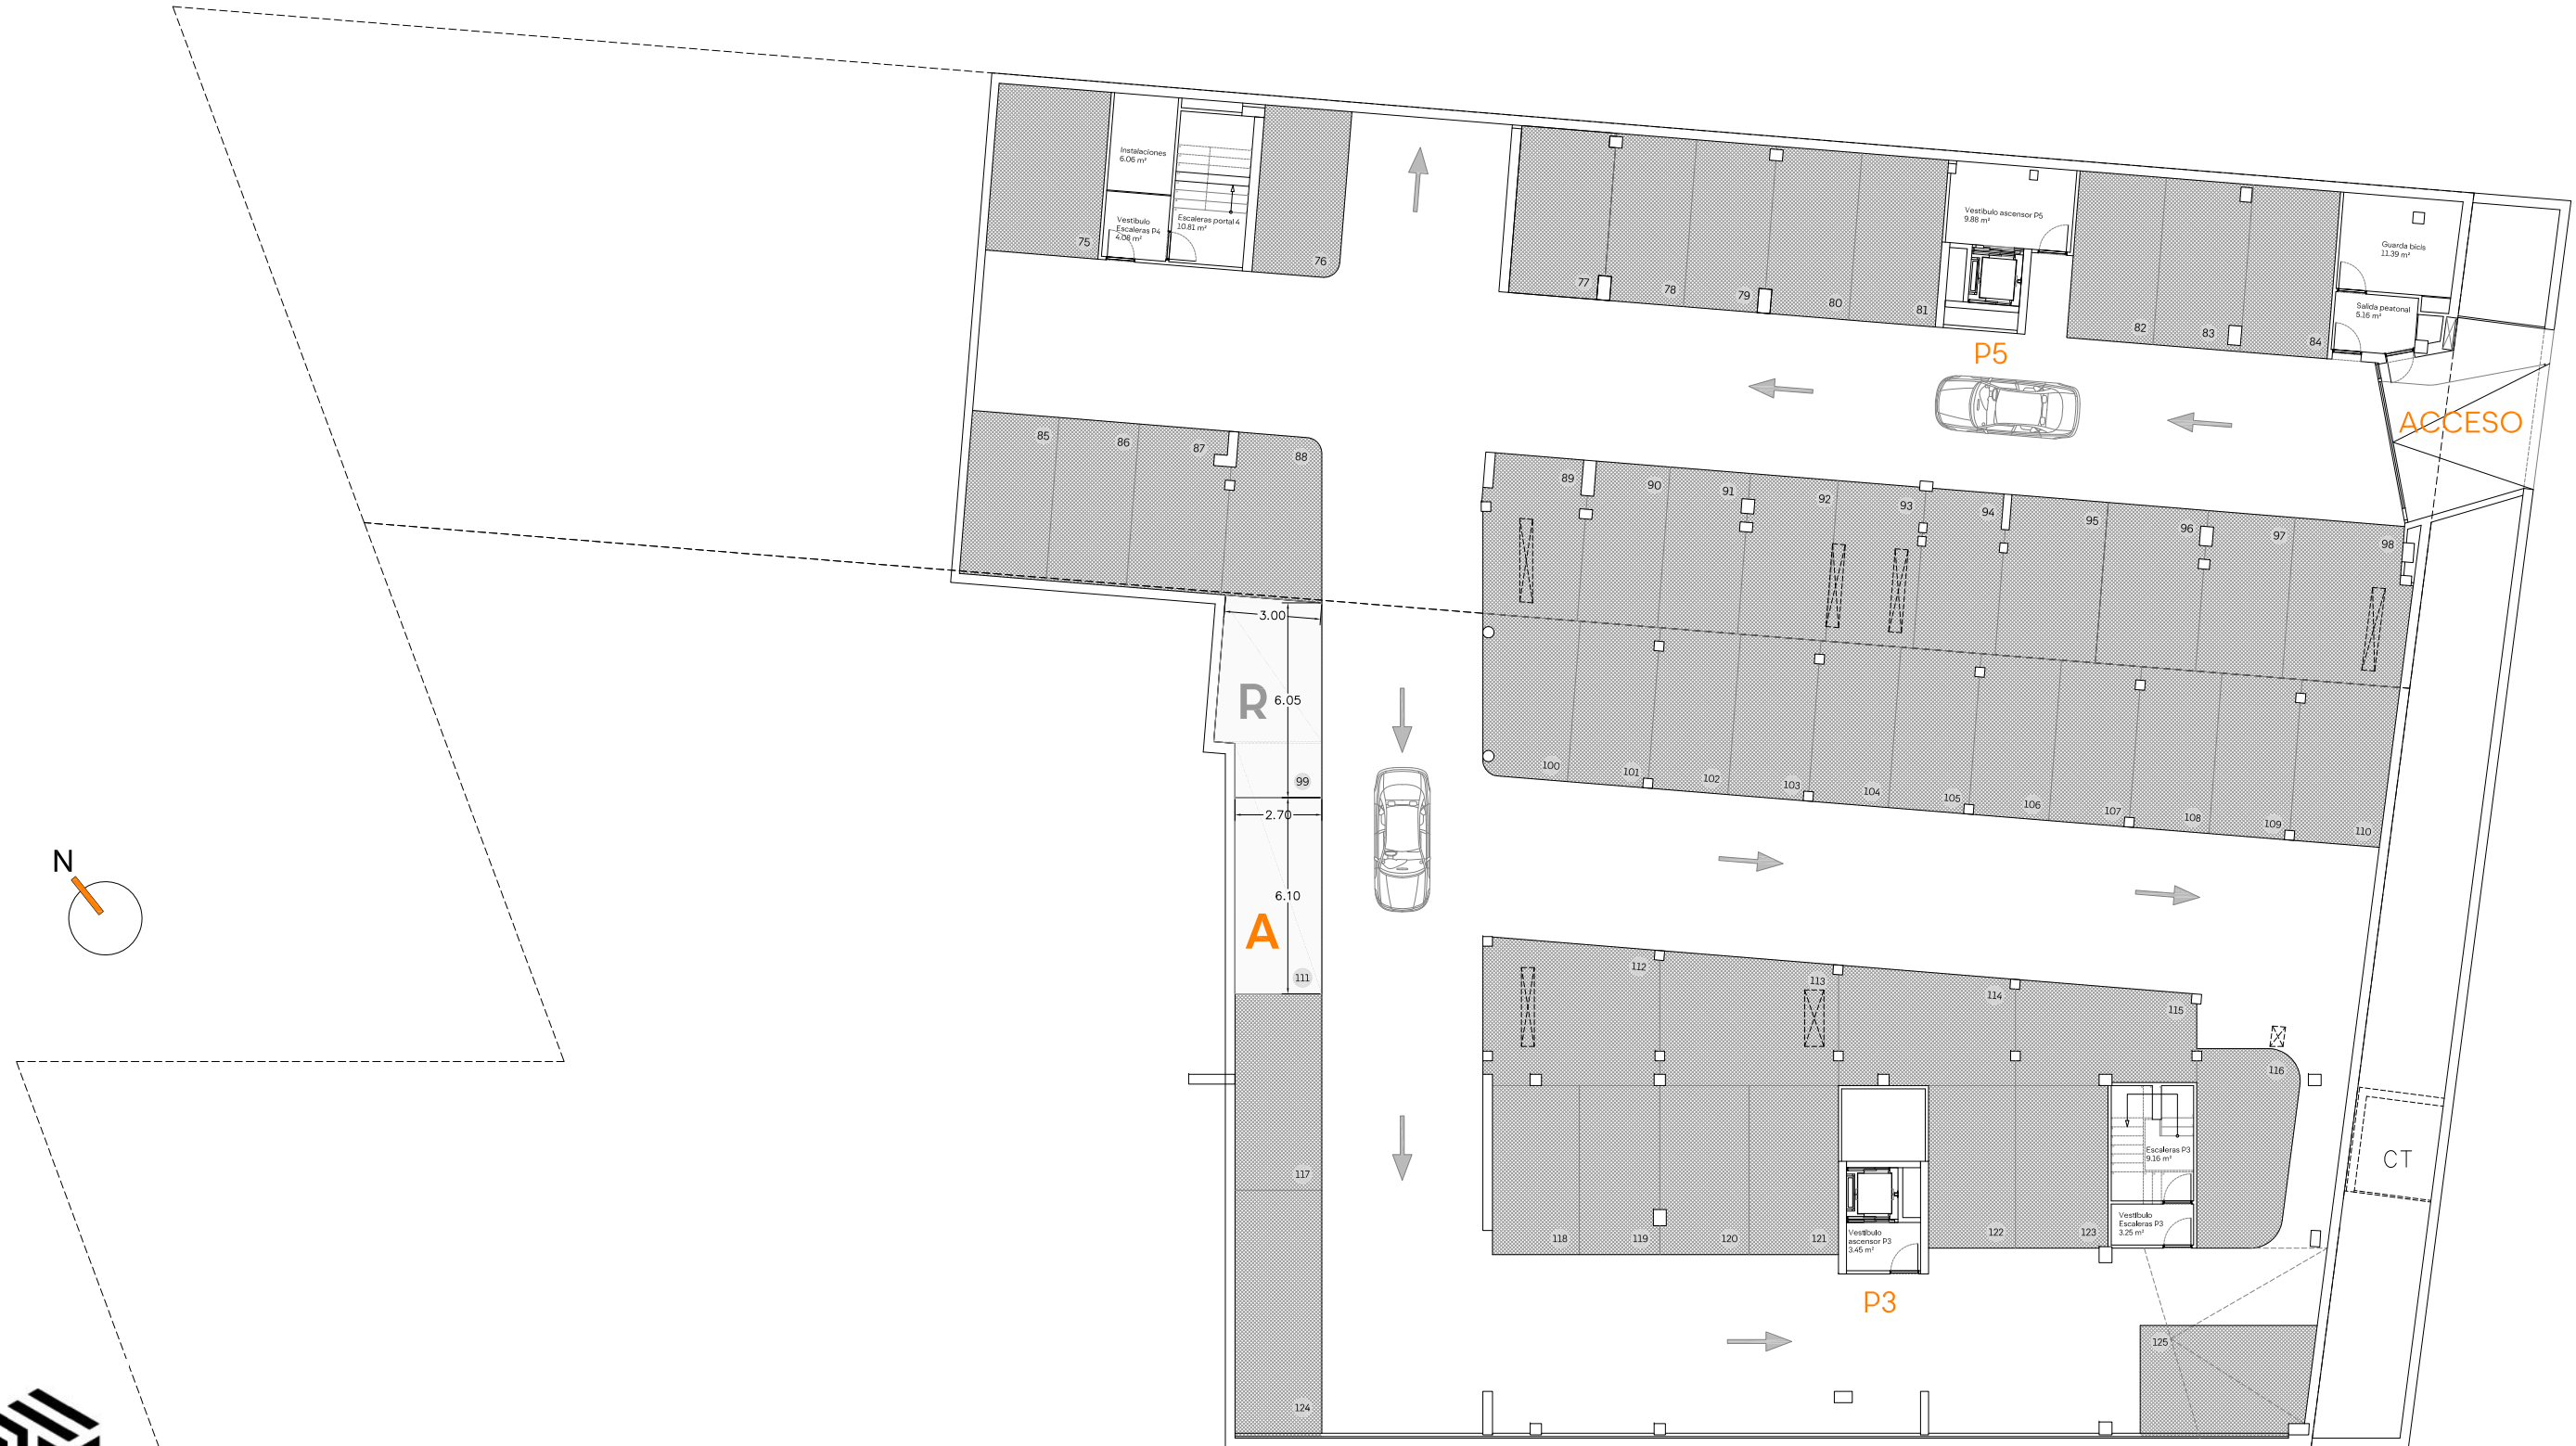 Instalaciones
6.06 m²
Vestíbulo
Escaleras P4
4.08 m²
Escaleras portal 4
10.81 m²
75
76
77
78
79
80
81
Vestíbulo ascensor P5
9.88 m²
82
83
84
Guarda bicis
11.39 m²
Salida peatonal
5.16 m²
P5
ACCESO
85
86
87
88
89
90
91
92
93
94
95
96
97
98
3.00
R
6.05
99
2.70
6.10
A
111
100
101
102
103
104
105
106
107
108
109
110
N
112
113
114
115
116
117
118
119
120
121
122
123
Escaleras P3
9.16 m²
Vestíbulo
Escaleras P3
3.25 m²
Vestíbulo
ascensor P3
3.45 m²
CT
P3
124
125